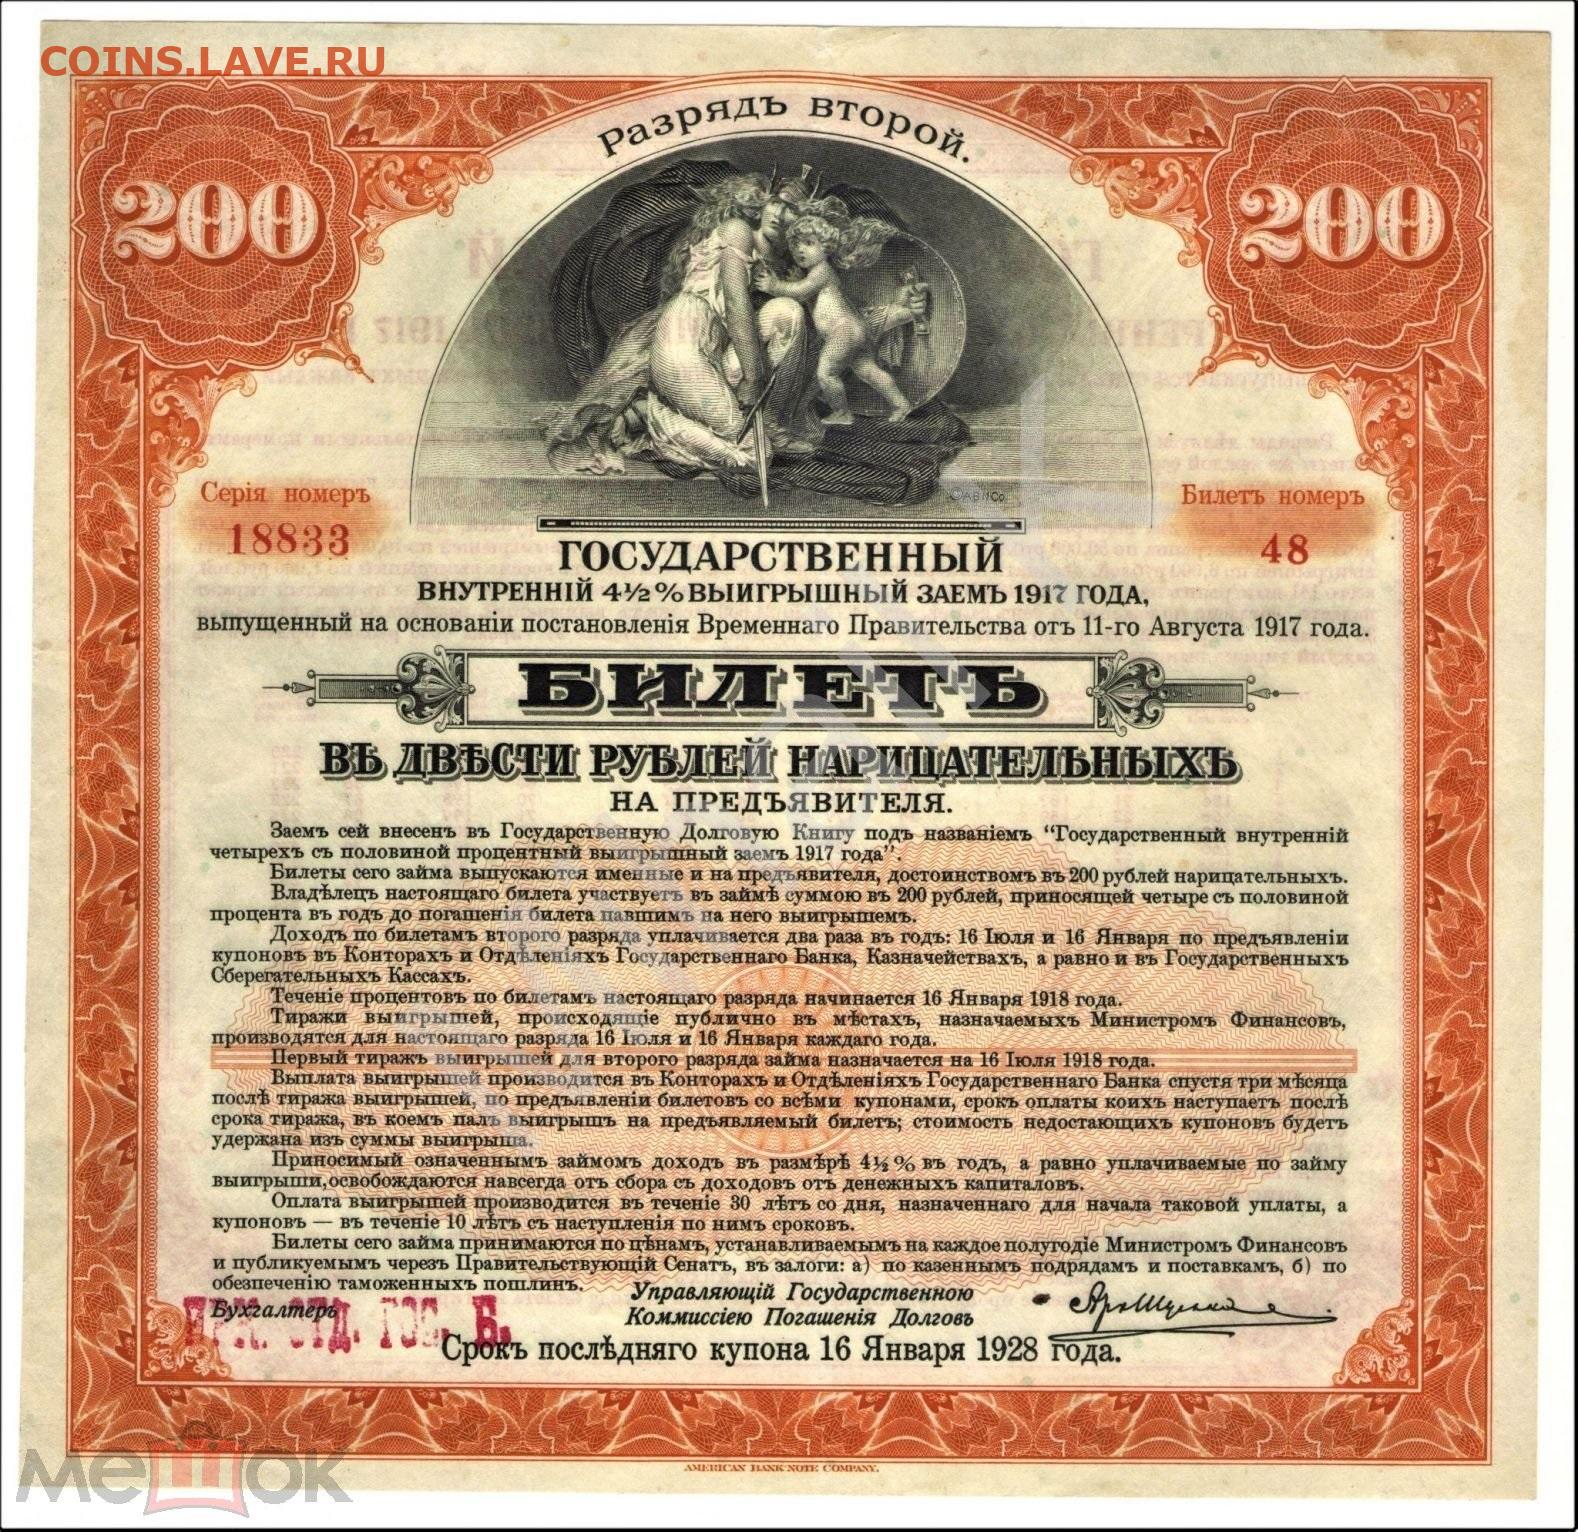 COINS.LAVE.RU
Разрядъ второй.
200
200
©ABNCo.
Серія номеръ
18833
Билетъ номеръ
48
ГОСУДАРСТВЕННЫЙ
ВНУТРЕННІЙ 4½% ВЫИГРЫШНЫЙ ЗАЕМЪ 1917 ГОДА,
выпущенный на основаніи постановленія Временнаго Правительства отъ 11-го Августа 1917 года.
БИЛЕТЪ
ВЪ ДВѢСТИ РУБЛЕЙ НАРИЦАТЕЛЬНЫХЪ
НА ПРЕДЪЯВИТЕЛЯ.
Заемъ сей внесенъ въ Государственную Долговую Книгу подъ названіемъ "Государственный внутренній
четырехъ съ половиной процентный выигрышный заемъ 1917 года".
Билеты сего займа выпускаются именные и на предъявителя, достоинствомъ въ 200 рублей нарицательныхъ.
Владѣлецъ настоящаго билета участвуетъ въ займѣ суммою въ 200 рублей, приносящей четыре съ половиной
процента въ годъ до погашенія билета павшимъ на него выигрышемъ.
Доходъ по билетамъ второго разряда уплачивается два раза въ годъ: 16 Іюля и 16 Января по предъявленіи
купоновъ въ Конторахъ и Отдѣленіяхъ Государственнаго Банка, Казначействахъ, а равно и въ Государственныхъ
Сберегательныхъ Кассахъ.
Теченіе процентовъ по билетамъ настоящаго разряда начинается 16 Января 1918 года.
Тиражи выигрышей, происходящіе публично въ мѣстахъ, назначаемыхъ Министромъ Финансовъ,
производятся для настоящаго разряда 16 Іюля и 16 Января каждаго года.
Первый тиражъ выигрышей для второго разряда займа назначается на 16 Іюля 1918 года.
Выплата выигрышей производится въ Конторахъ и Отдѣленіяхъ Государственнаго Банка спустя три мѣсяца
послѣ тиража выигрышей, по предъявленіи билетовъ со всѣми купонами, срокъ оплаты коихъ наступаетъ послѣ
срока тиража, въ коемъ палъ выигрышъ на предъявляемый билетъ; стоимость недостающихъ купоновъ будетъ
удержана изъ суммы выигрыша.
Приносимый означеннымъ займомъ доходъ въ размѣрѣ 4½% въ годъ, а равно уплачиваемые по займу
выигрыши, освобождаются навсегда отъ сбора съ доходовъ отъ денежныхъ капиталовъ.
Оплата выигрышей производится въ теченіе 30 лѣтъ со дня, назначеннаго для начала таковой уплаты, а
купоновъ — въ теченіе 10 лѣтъ съ наступленія по нимъ сроковъ.
Билеты сего займа принимаются по цѣнамъ, устанавливаемымъ на каждое полугодіе Министромъ Финансовъ
и публикуемымъ черезъ Правительствующій Сенатъ, въ залоги: а) по казеннымъ подрядамъ и поставкамъ, б) по
обезпеченію таможенныхъ пошлинъ.
Управляющій Государственною
Коммиссіею Погашенія Долговъ
Бухгалтеръ
ОТД. ГОС. Б.
Срокъ послѣдняго купона 16 Января 1928 года.
AMERICAN BANK NOTE COMPANY.
мешок